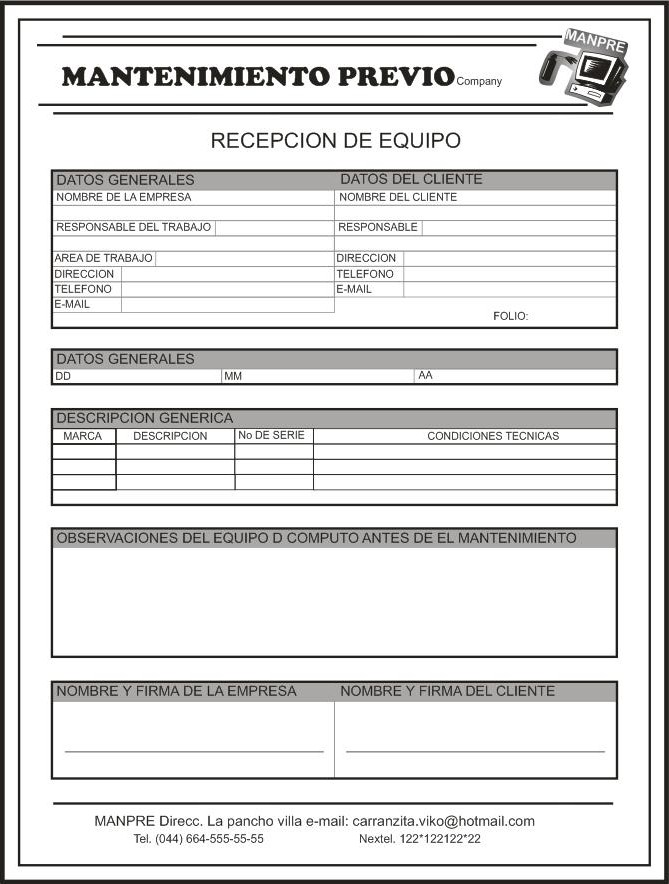 MANPRE
MANTENIMIENTO PREVIO Company
RECEPCION DE EQUIPO
DATOS GENERALES DATOS DEL CLIENTE
NOMBRE DE LA EMPRESA NOMBRE DEL CLIENTE
RESPONSABLE DEL TRABAJO RESPONSABLE
AREA DE TRABAJO DIRECCION
DIRECCION TELEFONO
TELEFONO E-MAIL
E-MAIL
FOLIO:
DATOS GENERALES
DD MM AA
DESCRIPCION GENERICA
MARCA DESCRIPCION No DE SERIE CONDICIONES TECNICAS
OBSERVACIONES DEL EQUIPO D COMPUTO ANTES DE EL MANTENIMIENTO
NOMBRE Y FIRMA DE LA EMPRESA NOMBRE Y FIRMA DEL CLIENTE
MANPRE Direcc. La pancho villa e-mail: carranzita.viko@hotmail.com
Tel. (044) 664-555-55-55 Nextel. 122*122122*22